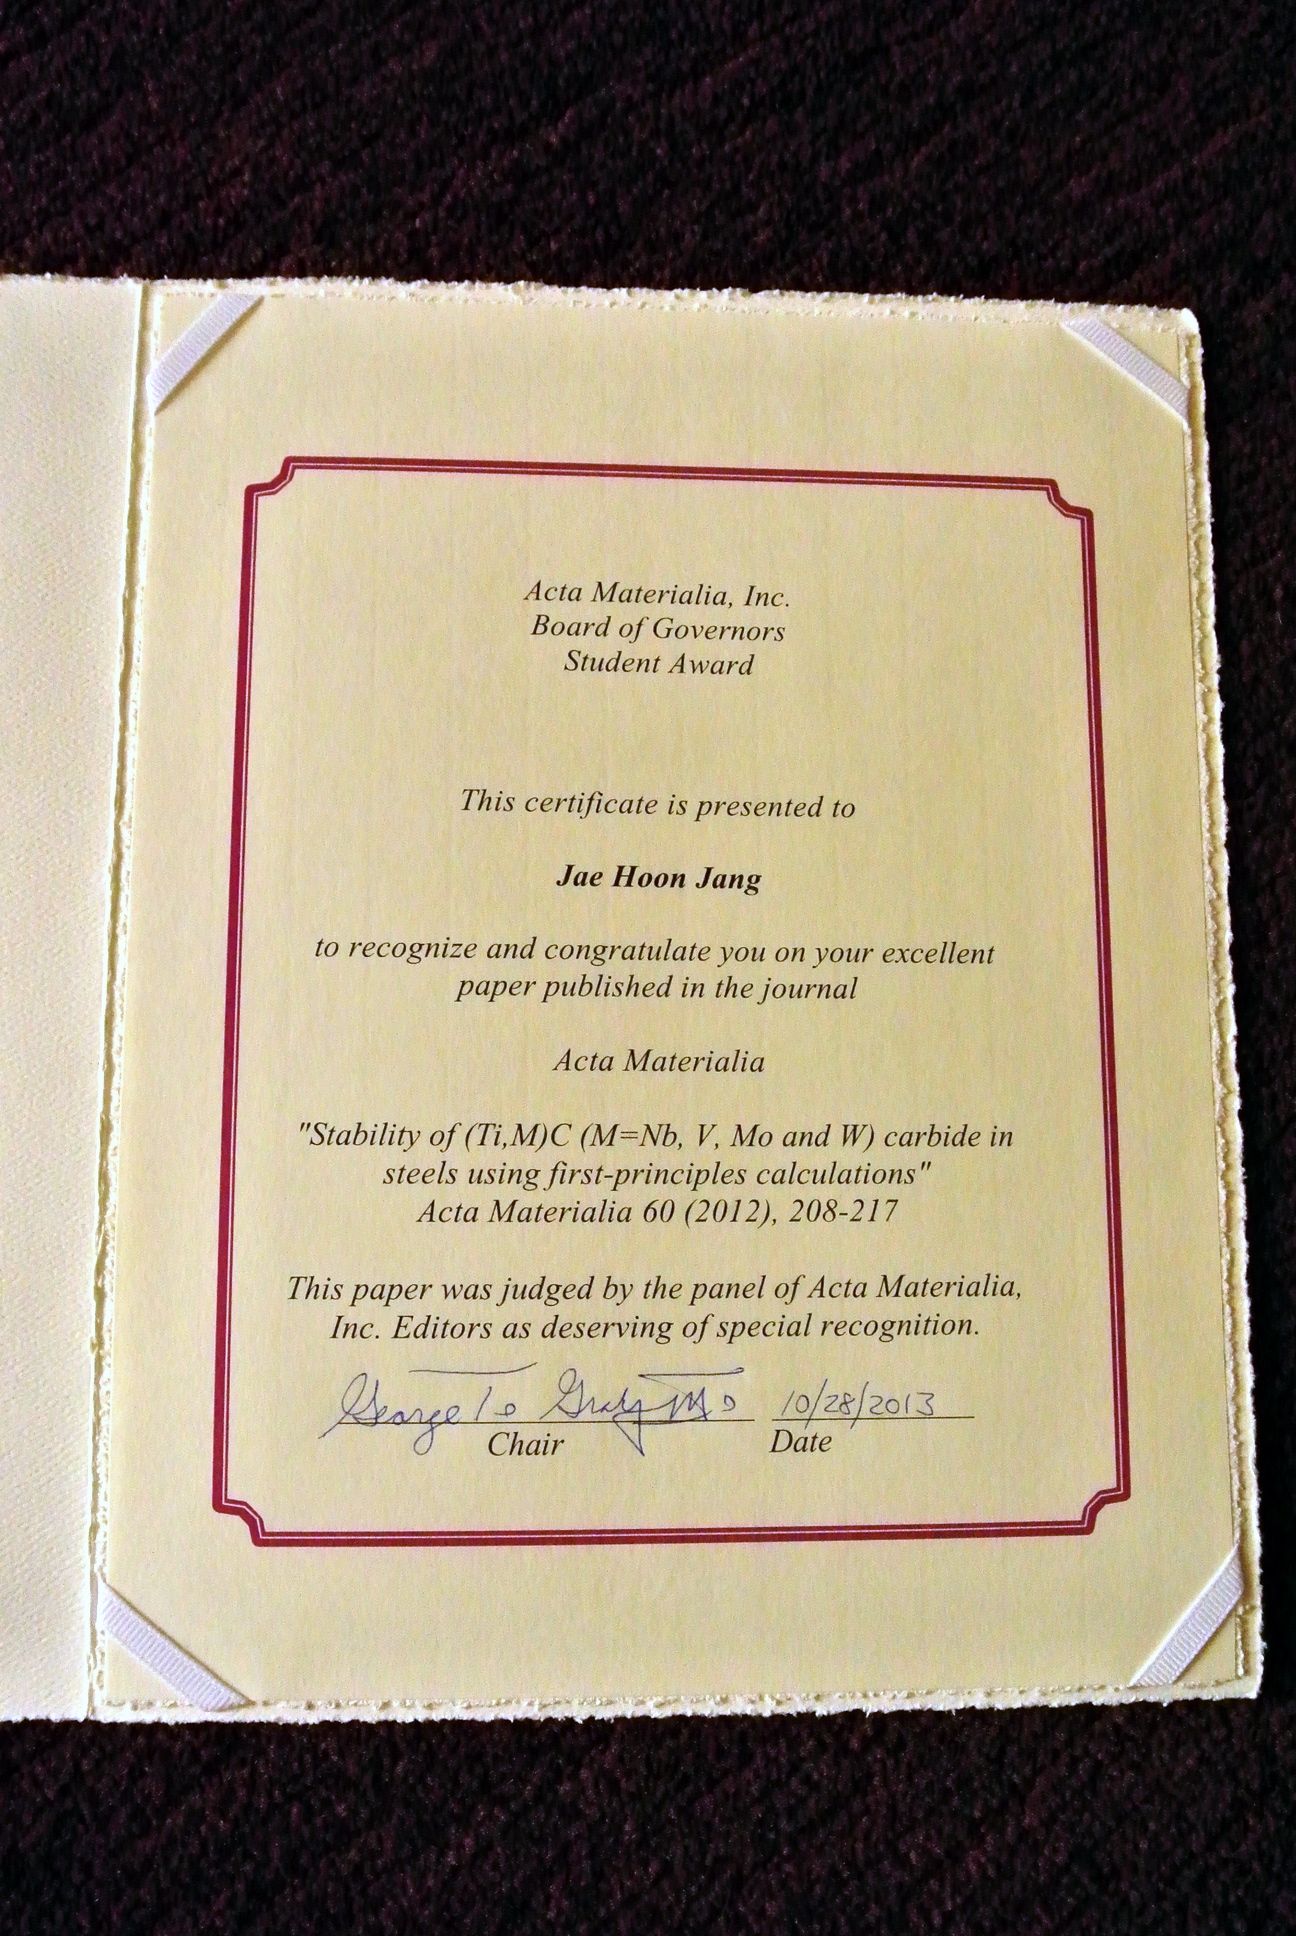 Acta Materialia, Inc.
Board of Governors
Student Award
This certificate is presented to
Jae Hoon Jang
to recognize and congratulate you on your excellent
paper published in the journal
Acta Materialia
"Stability of (Ti,M)C (M=Nb, V, Mo and W) carbide in
steels using first-principles calculations"
Acta Materialia 60 (2012), 208-217
This paper was judged by the panel of Acta Materialia,
Inc. Editors as deserving of special recognition.
George 10/28/2013
Chair Date